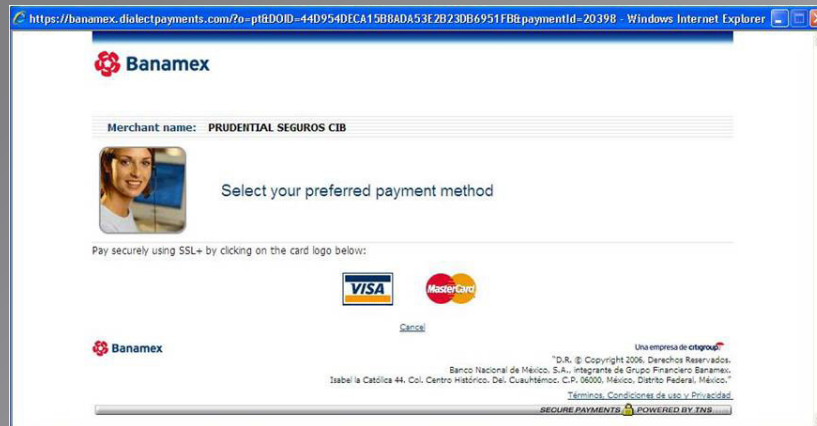 https://banamex.dialectpayments.com/?o=pt&DOID=44D954DECA15B8ADA53E2B23DB6951FB&paymentId=20398 - Windows Internet Explorer
Banamex
Merchant name: PRUDENTIAL SEGUROS CIB
Select your preferred payment method
Pay securely using SSL+ by clicking on the card logo below:
VISA MasterCard
Cancel
Banamex
Una empresa de citigroup
"D.R. © Copyright 2006, Derechos Reservados.
Banco Nacional de México, S.A., integrante de Grupo Financiero Banamex.
Isabel la Católica 44. Col. Centro Histórico. Del. Cuauhtémoc. C.P. 06000, México, Distrito Federal, México."
Términos, Condiciones de uso y Privacidad
SECURE PAYMENTS POWERED BY TNS